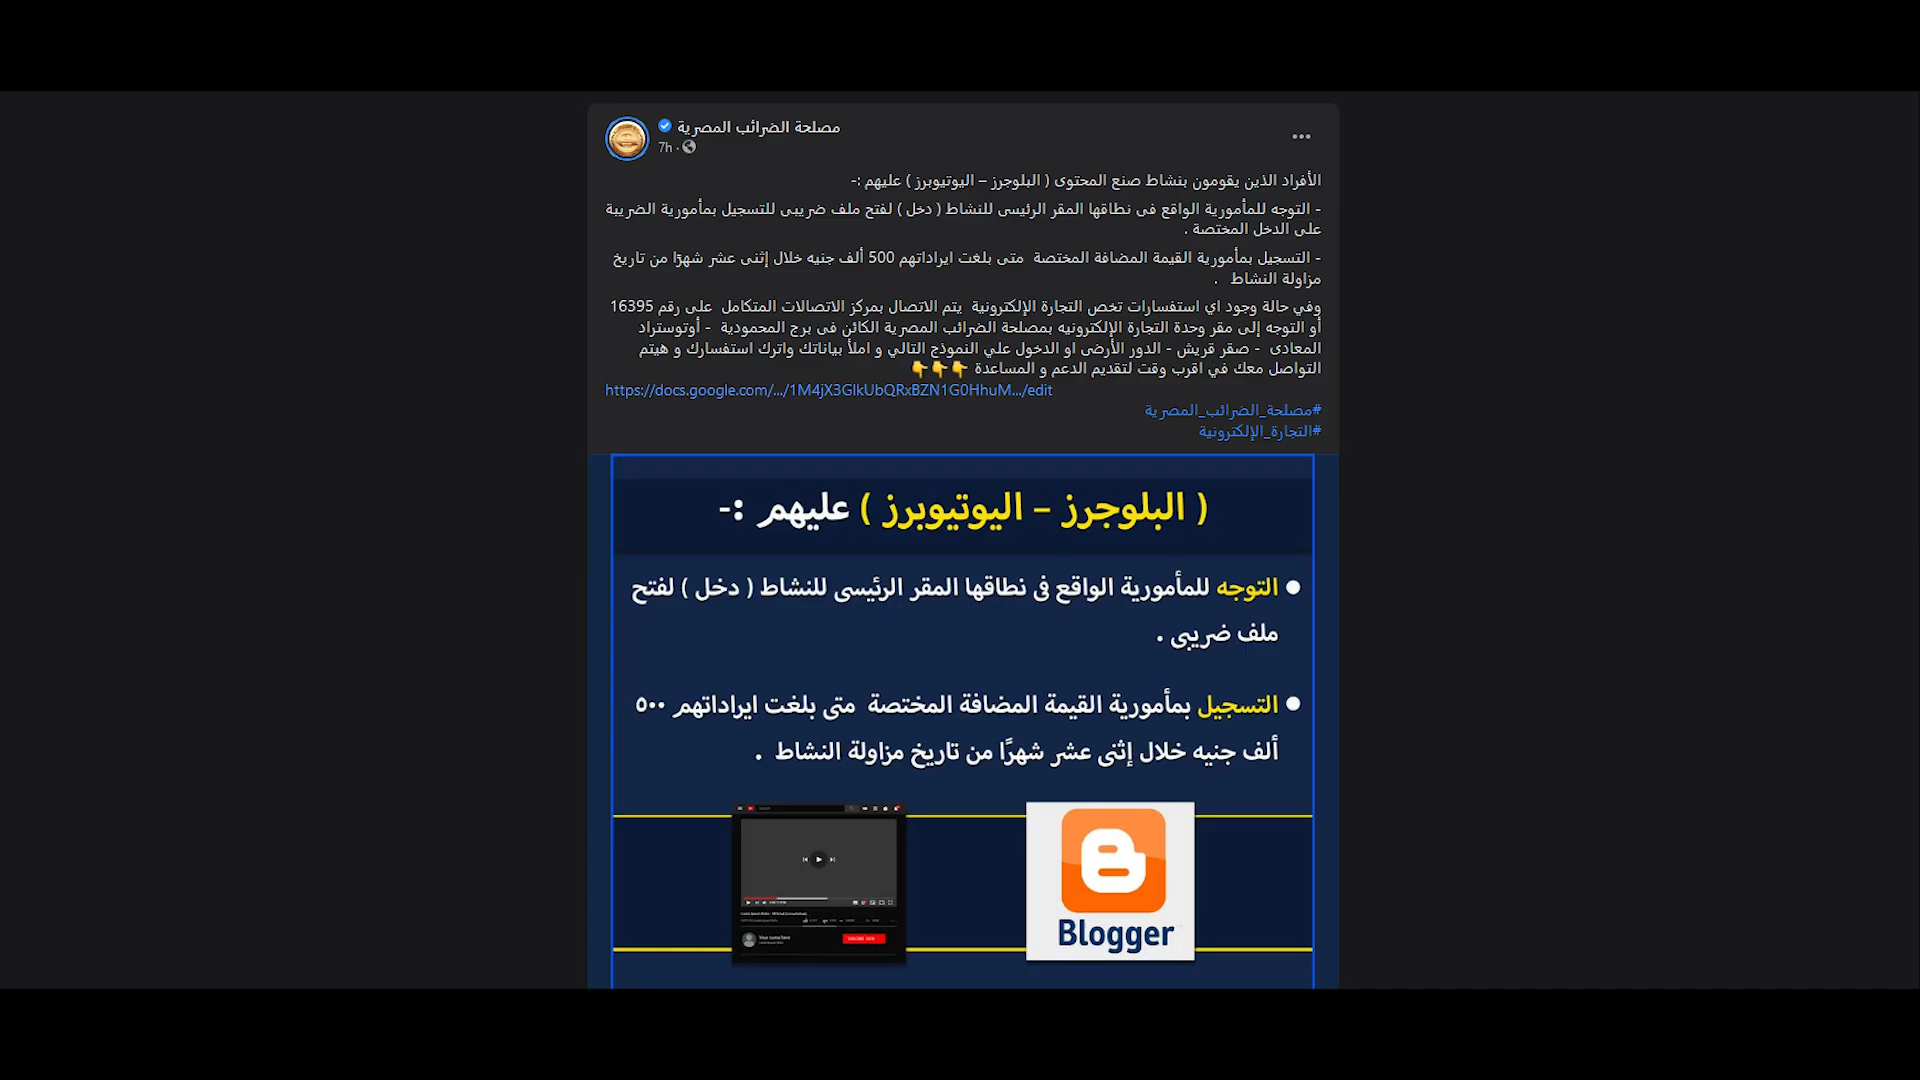 مصلحة الضرائب المصرية
7h ·
الأفراد الذين يقومون بنشاط صنع المحتوى ( البلوجرز – اليوتيوبرز ) عليهم :-
- التوجه للمأمورية الواقع فى نطاقها المقر الرئيسى للنشاط ( دخل ) لفتح ملف ضريبى للتسجيل بمأمورية الضريبة
على الدخل المختصة .
- التسجيل بمأمورية القيمة المضافة المختصة متى بلغت ايراداتهم 500 ألف جنيه خلال إثنى عشر شهرًا من تاريخ
مزاولة النشاط .
وفي حالة وجود اي استفسارات تخص التجارة الإلكترونية يتم الاتصال بمركز الاتصالات المتكامل على رقم 16395
أو التوجه إلى مقر وحدة التجارة الإلكترونيه بمصلحة الضرائب المصرية الكائن فى برج المحمودية - أوتوستراد
المعادى - صقر قريش - الدور الأرضى او الدخول علي النموذج التالي و املأ بياناتك واترك استفسارك و هيتم
التواصل معك في اقرب وقت لتقديم الدعم و المساعدة 👇👇👇
https://docs.google.com/.../1M4jX3GlkUbQRxBZN1G0HhuM.../edit
#مصلحة_الضرائب_المصرية
#التجارة_الإلكترونية
( البلوجرز – اليوتيوبرز ) عليهم :-
● التوجه للمأمورية الواقع فى نطاقها المقر الرئيسى للنشاط ( دخل ) لفتح
ملف ضريبى .
● التسجيل بمأمورية القيمة المضافة المختصة متى بلغت ايراداتهم ٥٠٠
ألف جنيه خلال إثنى عشر شهرًا من تاريخ مزاولة النشاط .
Blogger